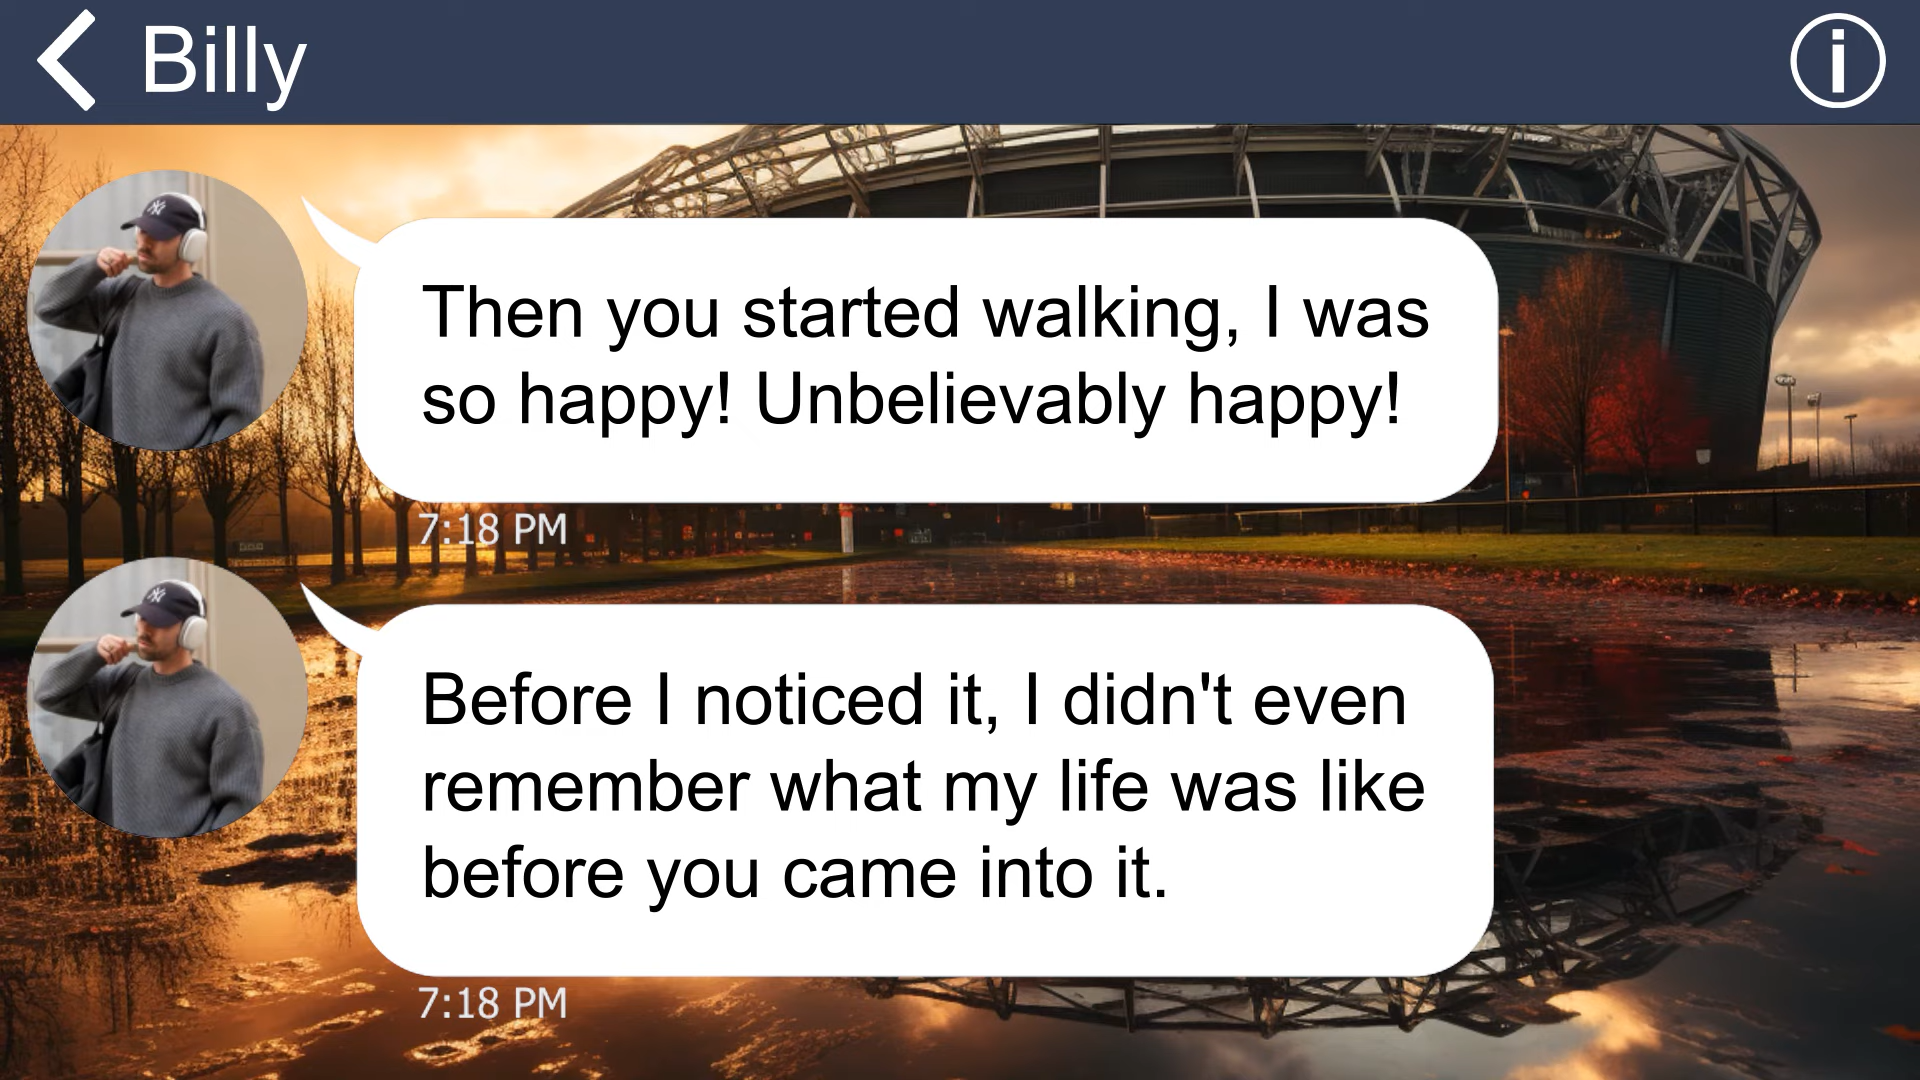 Billy
Then you started walking, I was
so happy! Unbelievably happy!
7:18 PM
Before I noticed it, I didn't even
remember what my life was like
before you came into it.
7:18 PM